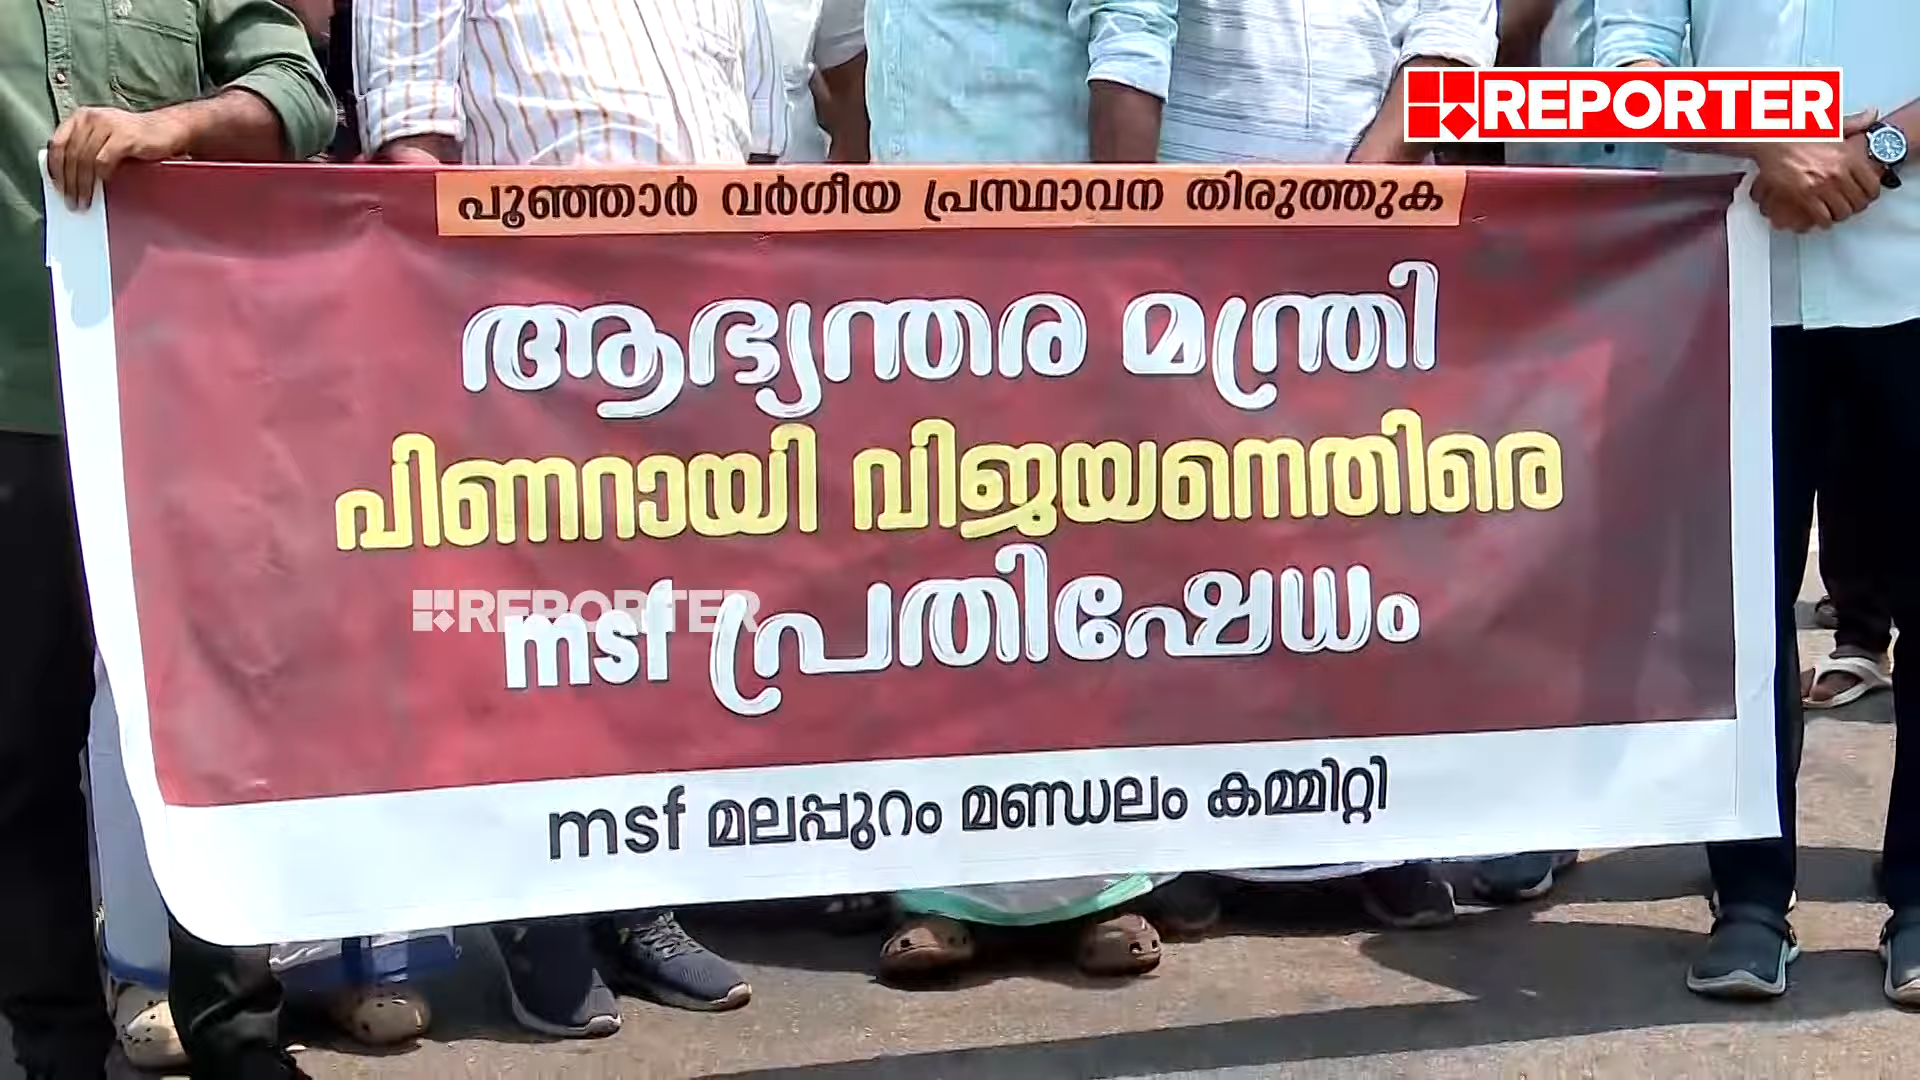 REPORTER
പൂഞ്ഞാർ വർഗീയ പ്രസ്ഥാവന തിരുത്തുക
ആഭ്യന്തര മന്ത്രി
പിണറായി വിജയനെതിരെ
REPORTER
msf പ്രതിഷേധം
msf മലപ്പുറം മണ്ഡലം കമ്മിറ്റി